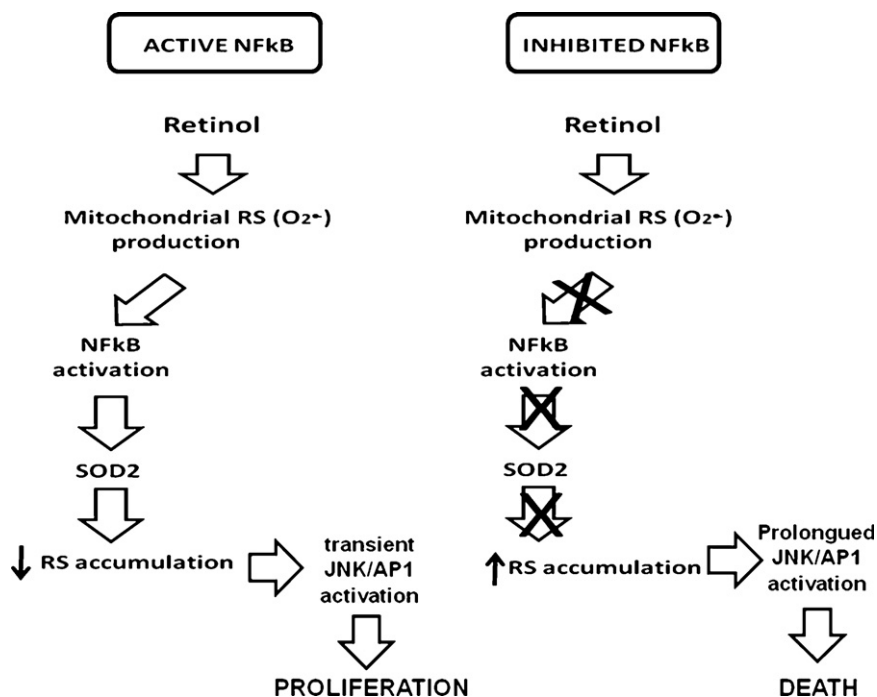 ACTIVE NFkB
Retinol
Mitochondrial RS (O₂•-)
production
NFkB
activation
SOD2
↓ RS accumulation
transient
JNK/AP1
activation
PROLIFERATION
INHIBITED NFkB
Retinol
Mitochondrial RS (O₂•-)
production
NFkB
activation
SOD2
↑ RS accumulation
Prolongued
JNK/AP1
activation
DEATH